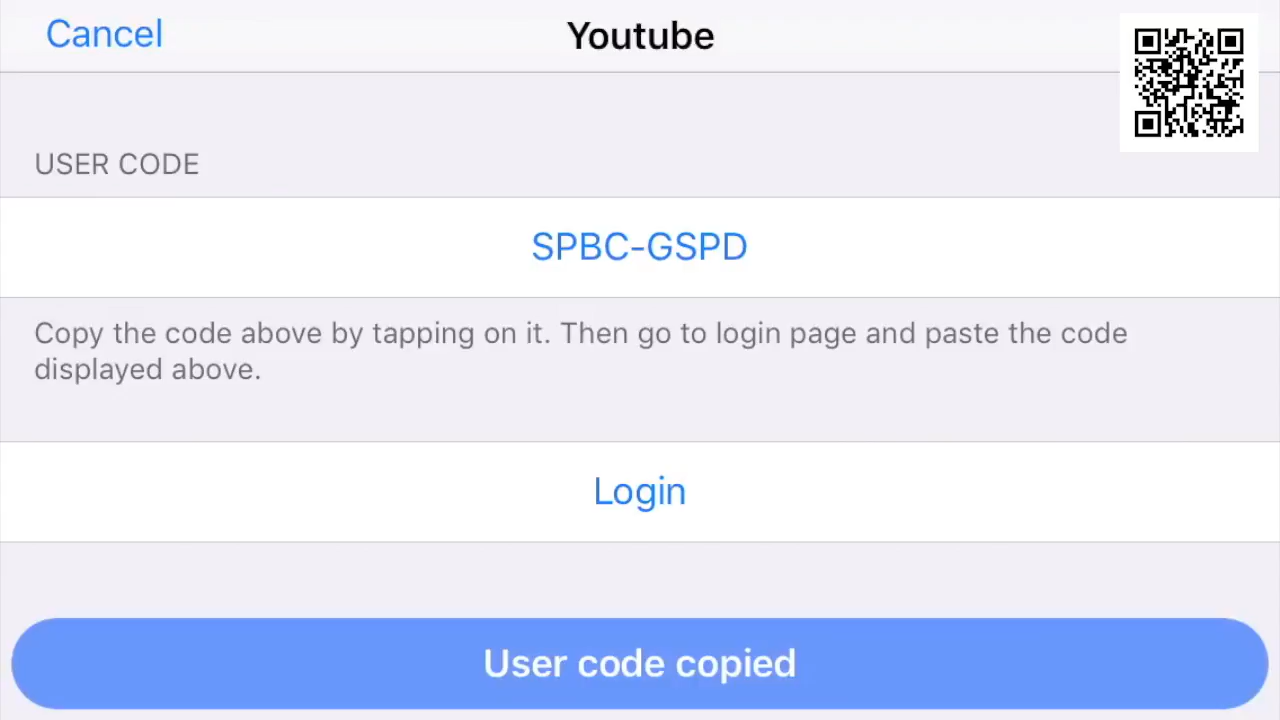 Cancel
Youtube
USER CODE
SPBC-GSPD
Copy the code above by tapping on it. Then go to login page and paste the code
displayed above.
Login
User code copied